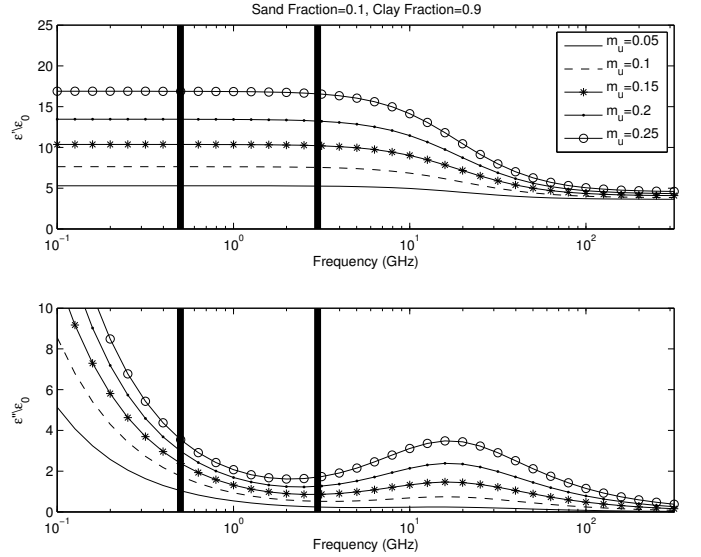 Sand Fraction=0.1, Clay Fraction=0.9
25
20
15
10
5
0
ε'\ε0
10^-1
10^0
10^1
10^2
Frequency (GHz)
m_u=0.05
m_u=0.1
m_u=0.15
m_u=0.2
m_u=0.25
10
8
6
4
2
0
ε''\ε0
10^-1
10^0
10^1
10^2
Frequency (GHz)